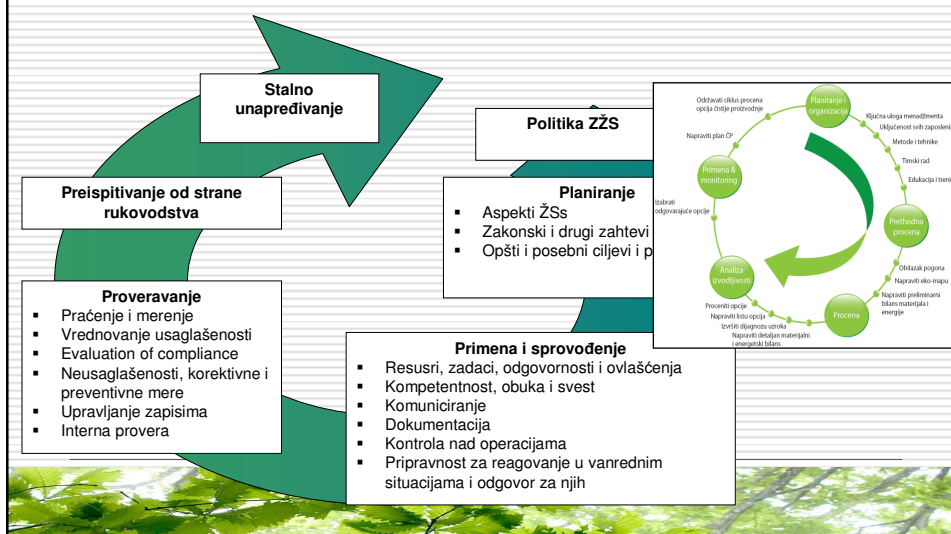 Stalno
unapređivanje
Politika ZŽS
Planiranje
▪ Aspekti ŽSs
▪ Zakonski i drugi zahtevi
▪ Opšti i posebni ciljevi i p
Primena i sprovođenje
▪ Resusri, zadaci, odgovornosti i ovlašćenja
▪ Kompetentnost, obuka i svest
▪ Komuniciranje
▪ Dokumentacija
▪ Kontrola nad operacijama
▪ Pripravnost za reagovanje u vanrednim
situacijama i odgovor za njih
Proveravanje
▪ Praćenje i merenje
▪ Vrednovanje usaglašenosti
▪ Evaluation of compliance
▪ Neusaglašenosti, korektivne i
preventivne mere
▪ Upravljanje zapisima
▪ Interna provera
Preispitivanje od strane
rukovodstva
Planiranje i
organizacija
Ključna uloga menadžmenta
Uključenost svih zaposleni
Metode i tehnike
Timski rad
Edukacija i treni
Prethodna
procena
Obilazak pogona
Napraviti eko-mapu
Napraviti preliminarni
bilans materijala i
energije
Procena
Napraviti detaljan materijalni
i energetski bilans
Izvršiti dijagnozu uzroka
Napraviti listu opcija
Proceniti opcije
Analiza
izvodljivosti
Izabrati
odgovarajuće opcije
Primena &
monitoring
Napraviti plan ČP
Održavati ciklus procena
opcija čistije proizvodnje